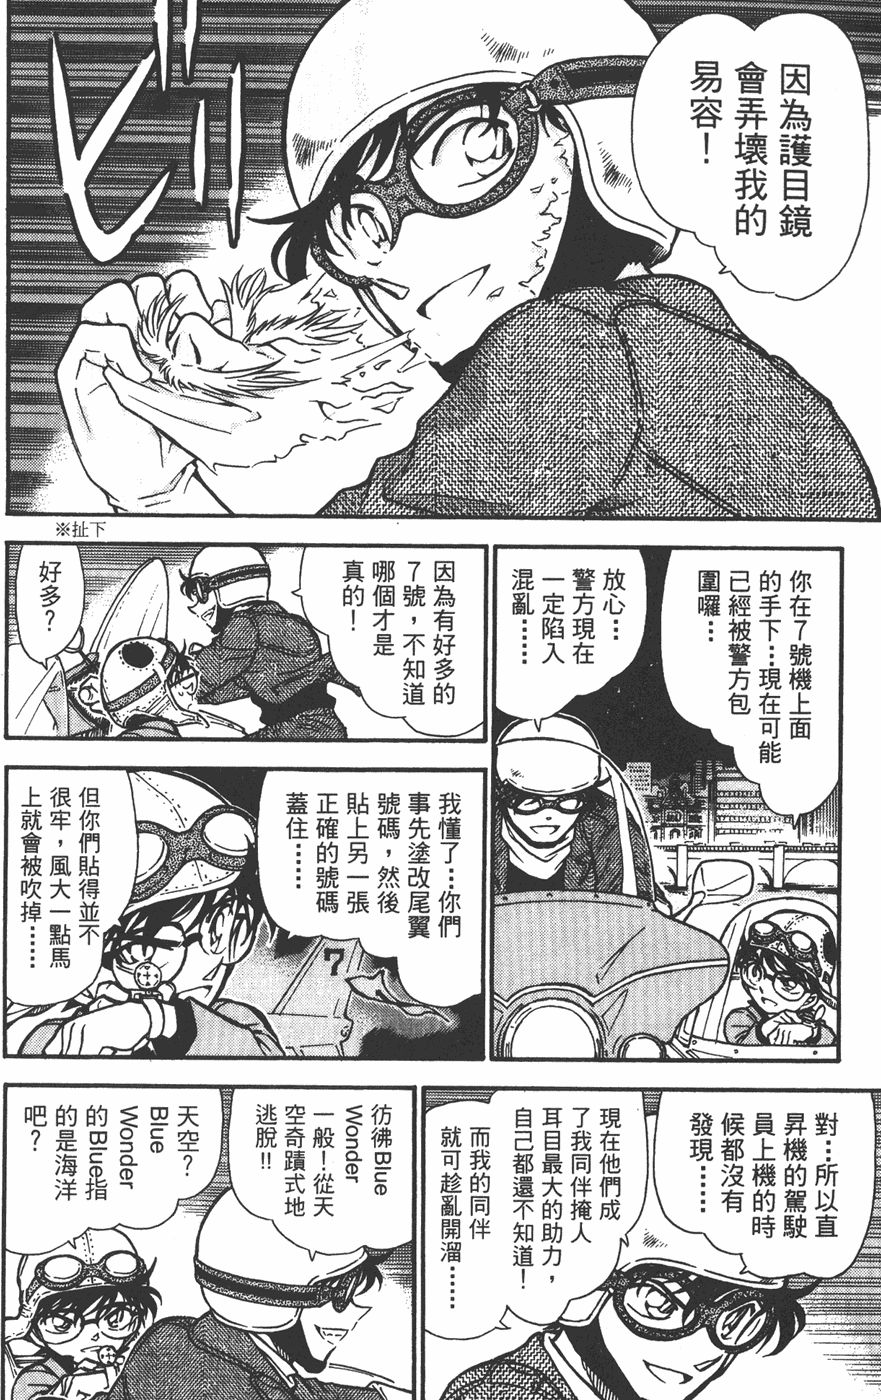 因為護目鏡
會弄壞我的
易容！
ビリ
※扯下
你在7號機上面
的手下…現在可能
已經被警方包
圍囉…
放心…
警方現在
一定陷入
混亂……
因為有好多的
7號，不知道
哪個才是
真的！
好多？
我懂了…你們
事先塗改尾翼
號碼，然後
貼上另一張
正確的號碼
蓋住……
7
但你們貼得並不
很牢，風大一點馬
上就會被吹掉……
對…所以直
昇機的駕駛
員上機的時
候都沒有
發現……
現在他們成
了我同伴掩人
耳目最大的助力，
自己都還不知道！
而我的同伴
就可趁亂開溜……
彷彿Blue
Wonder
一般！從天
空奇蹟式地
逃脫!!
天空？
Blue
Wonder
的Blue指
的是海洋
吧？